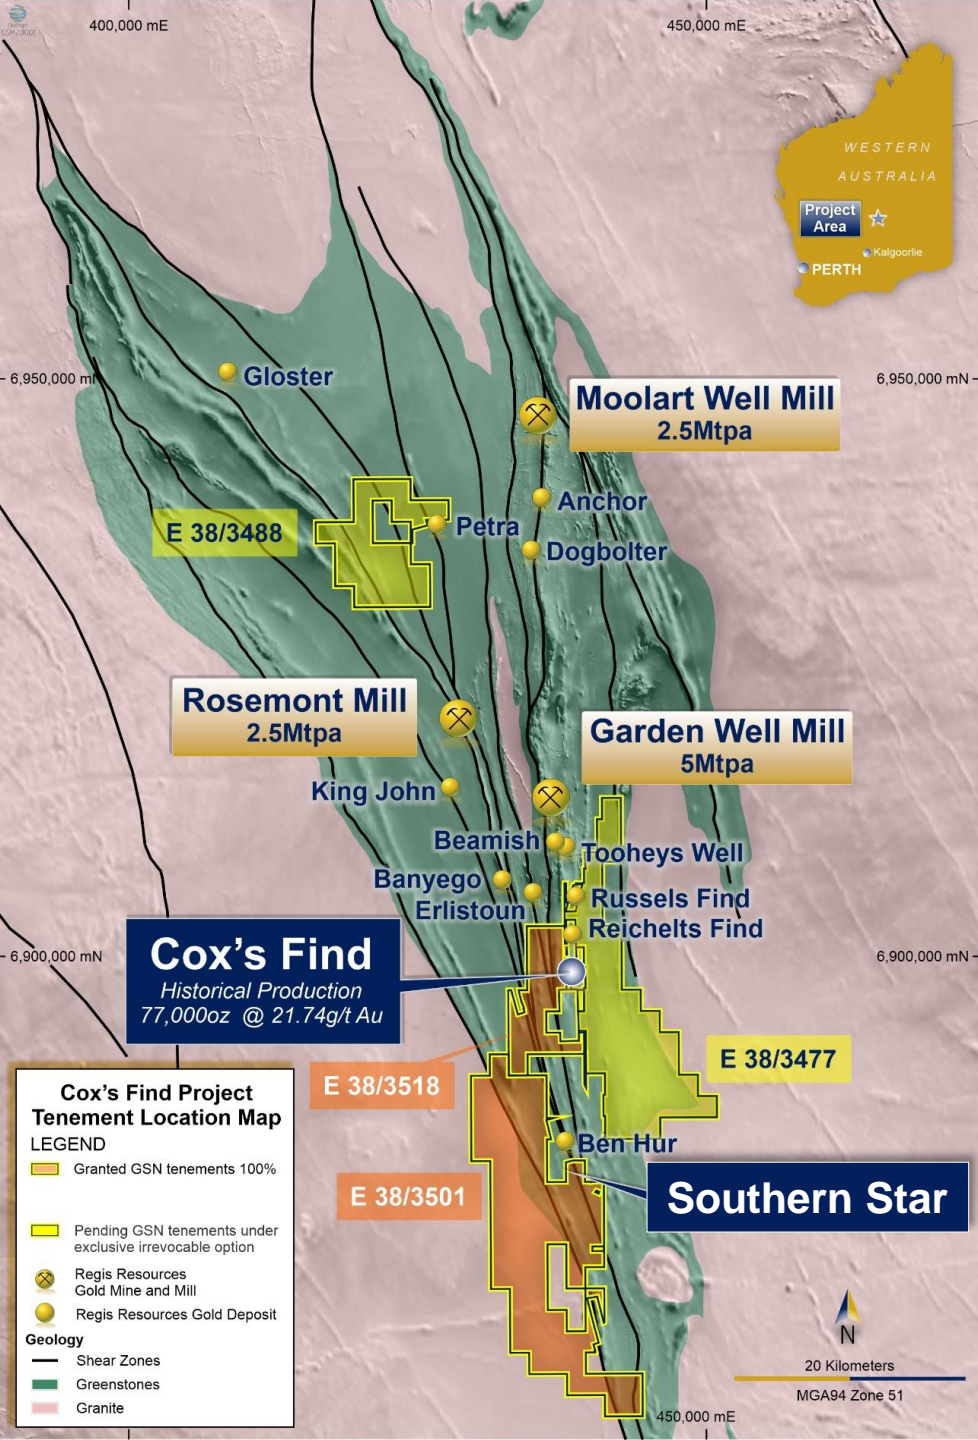 GSM20001
400,000 mE
450,000 mE
WESTERN
AUSTRALIA
Project
Area
Kalgoorlie
PERTH
6,950,000 mN
6,950,000 mN
Gloster
Moolart Well Mill
2.5Mtpa
Anchor
E 38/3488
Petra
Dogbolter
Rosemont Mill
2.5Mtpa
Garden Well Mill
5Mtpa
King John
Beamish
Tooheys Well
Banyego
Erlistoun
Russels Find
Reichelts Find
6,900,000 mN
6,900,000 mN
Cox's Find
Historical Production
77,000oz @ 21.74g/t Au
E 38/3477
E 38/3518
Ben Hur
E 38/3501
Southern Star
Cox's Find Project
Tenement Location Map
LEGEND
Granted GSN tenements 100%
Pending GSN tenements under
exclusive irrevocable option
Regis Resources
Gold Mine and Mill
Regis Resources Gold Deposit
Geology
Shear Zones
Greenstones
Granite
N
20 Kilometers
MGA94 Zone 51
450,000 mE